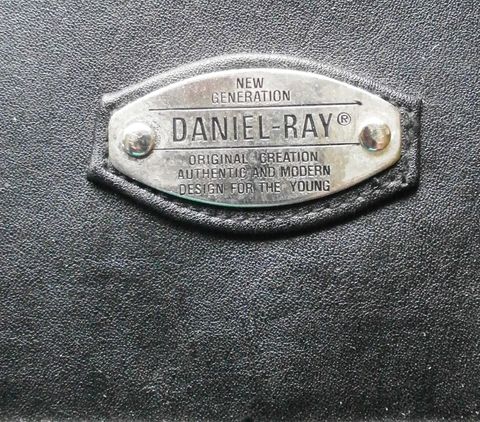 NEW
GENERATION
DANIEL-RAY®
ORIGINAL CREATION
AUTHENTIC AND MODERN
DESIGN FOR THE YOUNG